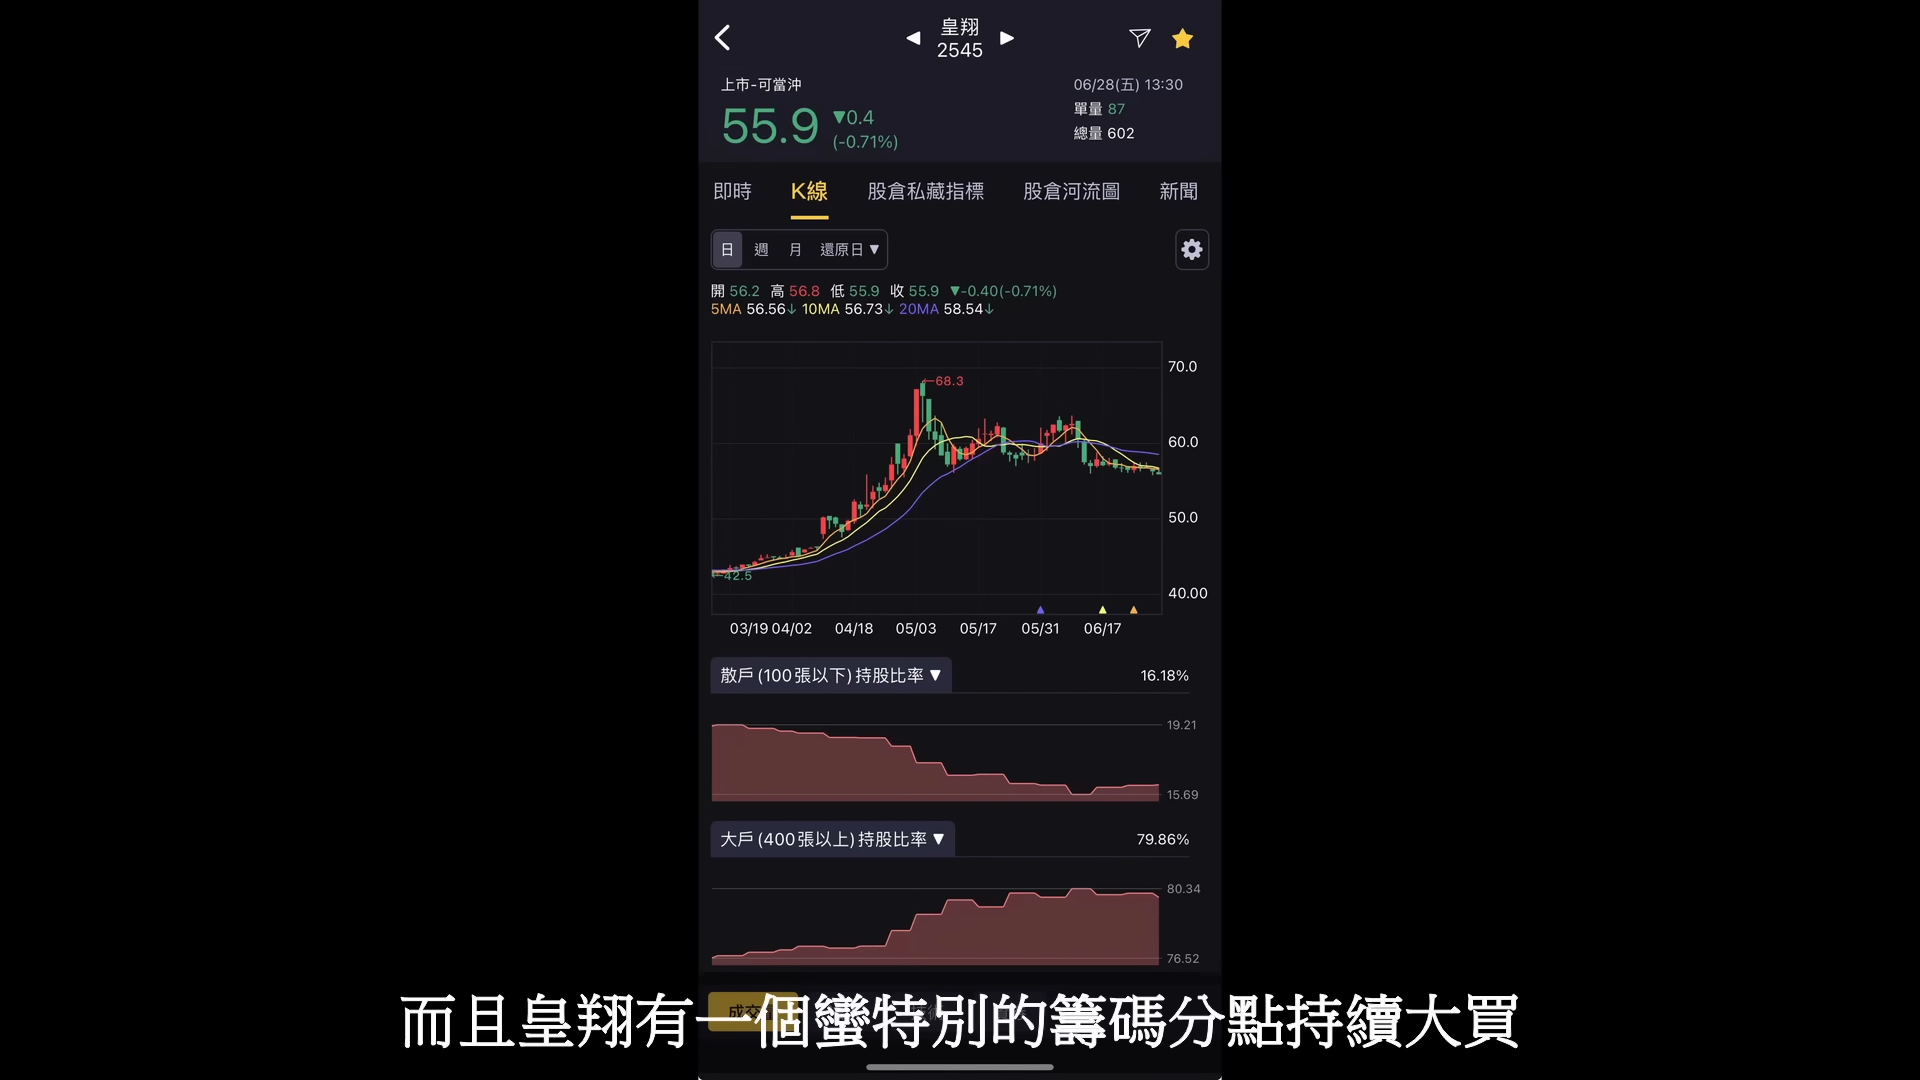 皇翔
2545
上市-可當沖
55.9 ▼0.4
(-0.71%)
06/28(五) 13:30
單量 87
總量 602
即時 K線 股倉私藏指標 股倉河流圖 新聞
日 週 月 還原日 ▼
開 56.2 高 56.8 低 55.9 收 55.9 ▼-0.40(-0.71%)
5MA 56.56↓ 10MA 56.73↓ 20MA 58.54↓
70.0
←68.3
60.0
50.0
←42.5
40.00
03/19 04/02 04/18 05/03 05/17 05/31 06/17
散戶 (100張以下) 持股比率 ▼ 16.18%
19.21
15.69
大戶 (400張以上) 持股比率 ▼ 79.86%
80.34
76.52
成交
而且皇翔有一個蠻特別的籌碼分點持續大買